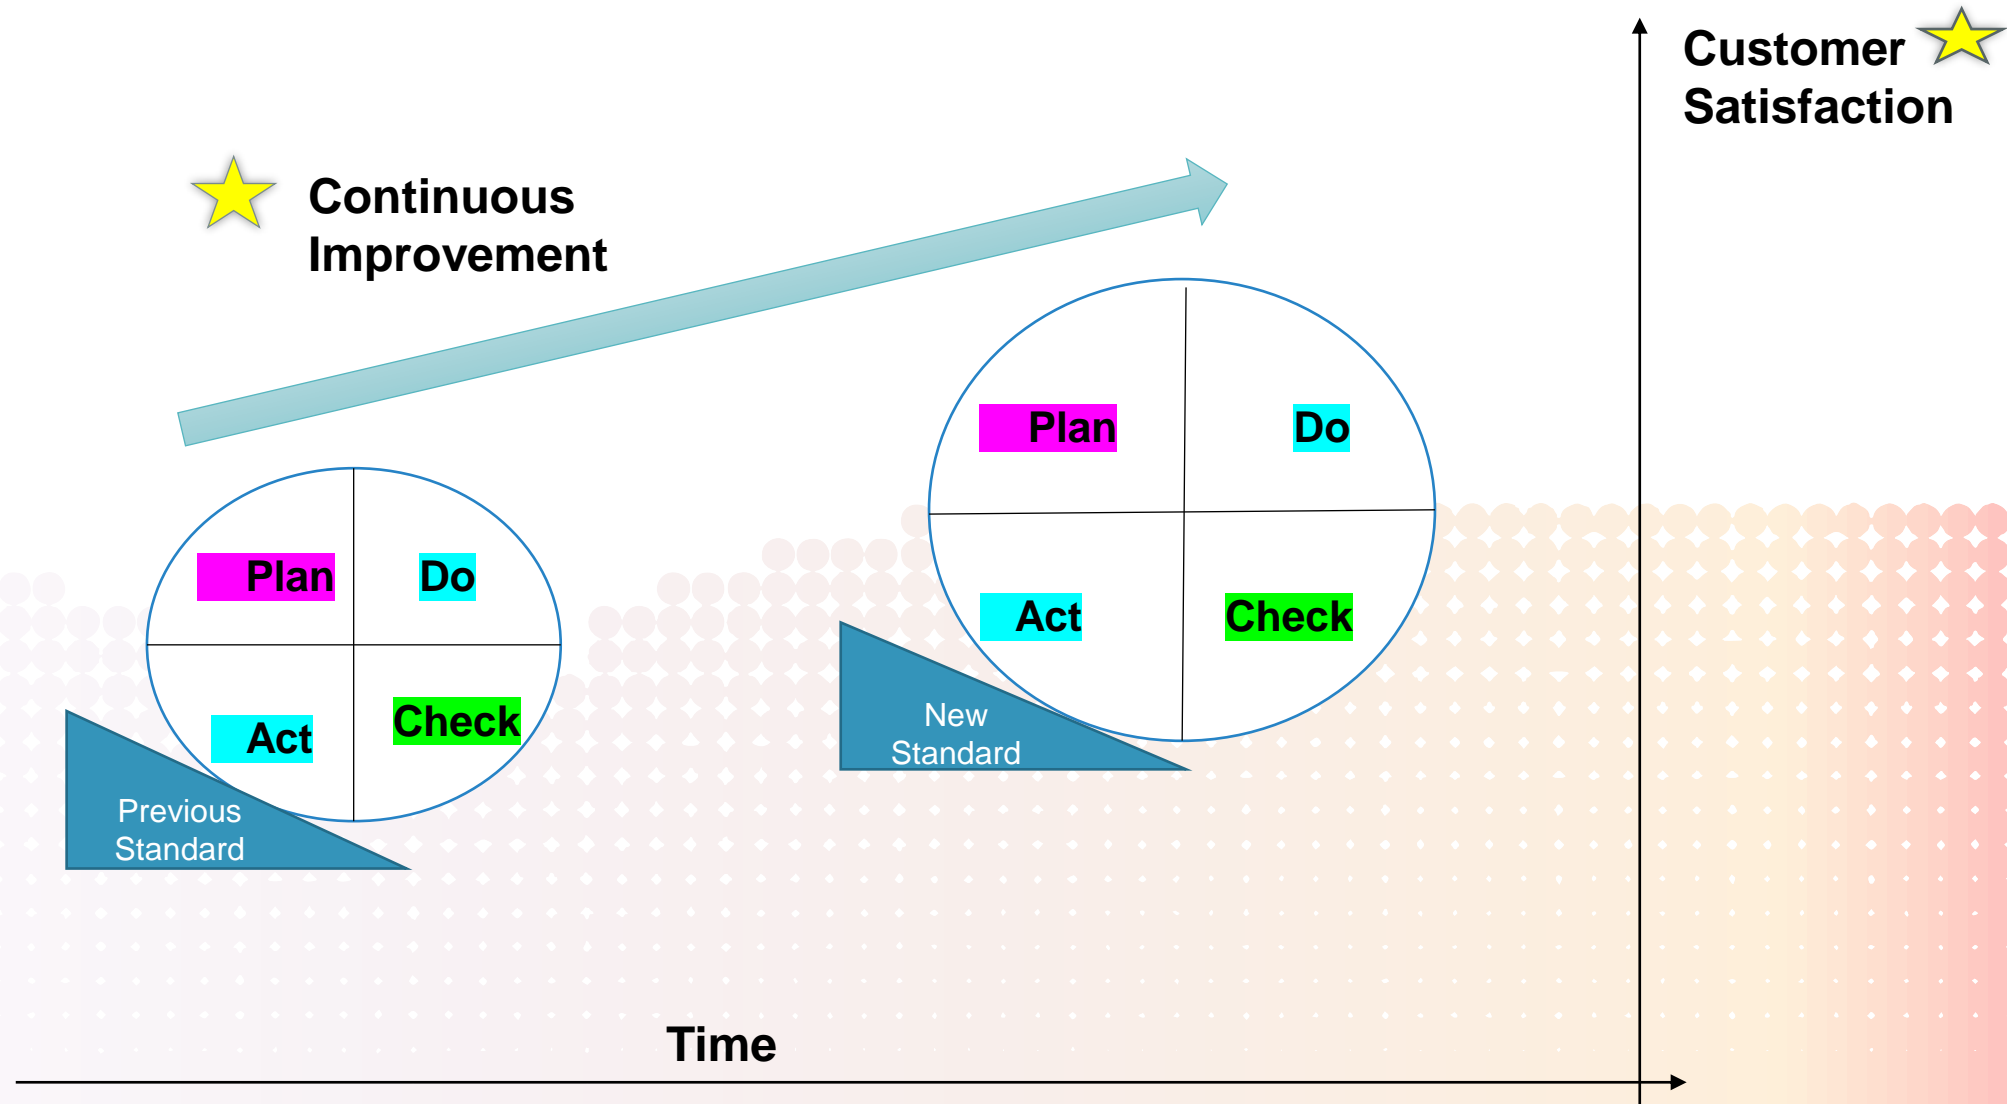 Customer
Satisfaction
Continuous
Improvement
Plan
Do
Act
Check
Previous
Standard
Plan
Do
Act
Check
New
Standard
Time